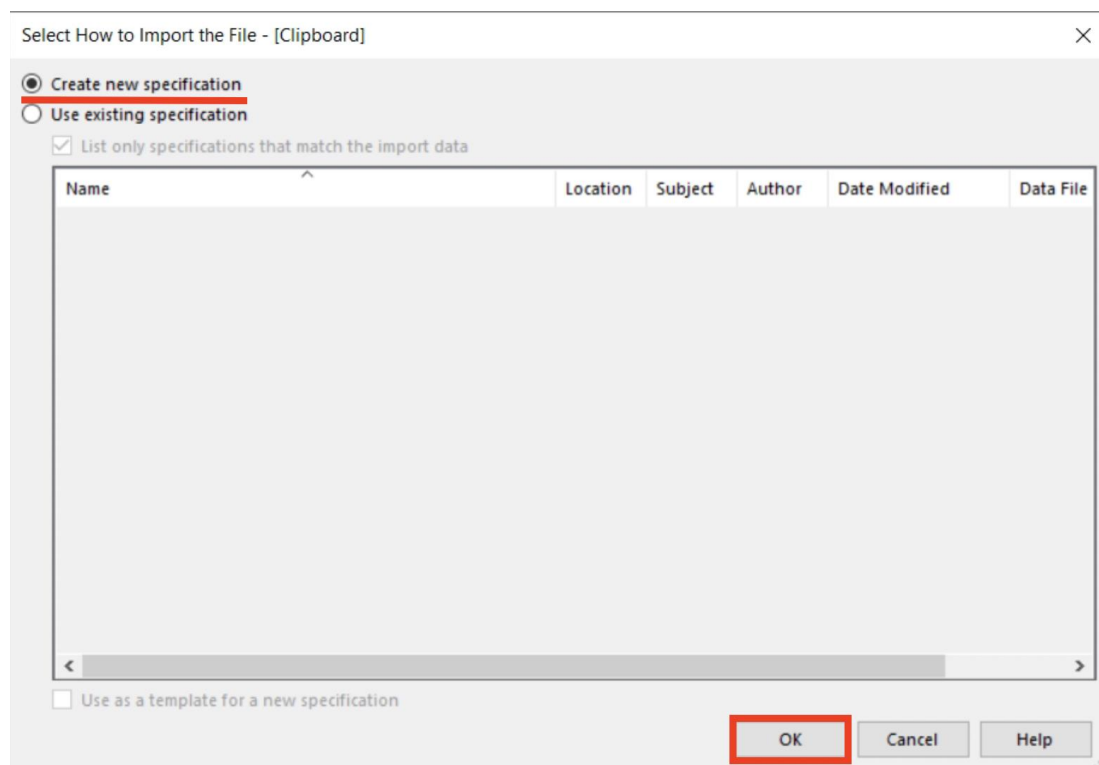 Select How to Import the File - [Clipboard]
Create new specification
Use existing specification
List only specifications that match the import data
Name Location Subject Author Date Modified Data File
Use as a template for a new specification
OK Cancel Help